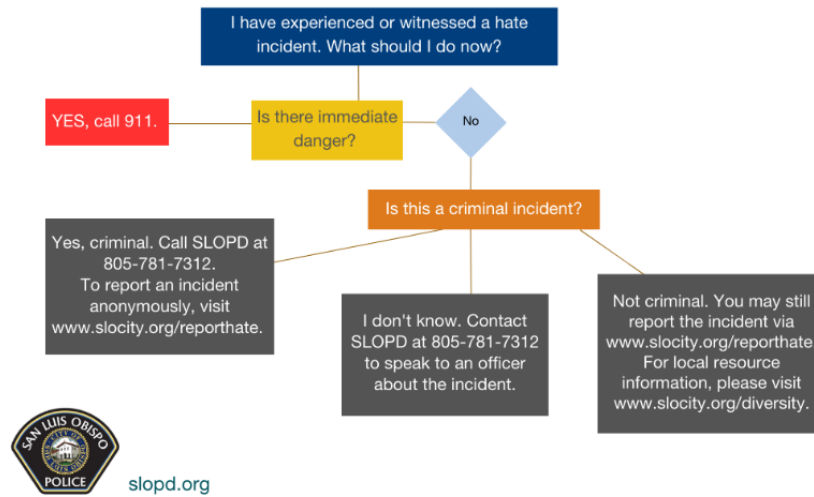 I have experienced or witnessed a hate
incident. What should I do now?
YES, call 911.
Is there immediate
danger?
No
Is this a criminal incident?
Yes, criminal. Call SLOPD at
805-781-7312.
To report an incident
anonymously, visit
www.slocity.org/reporthate.
I don't know. Contact
SLOPD at 805-781-7312
to speak to an officer
about the incident.
Not criminal. You may still
report the incident via
www.slocity.org/reporthate.
For local resource
information, please visit
www.slocity.org/diversity.
SAN LUIS OBISPO
POLICE
slopd.org